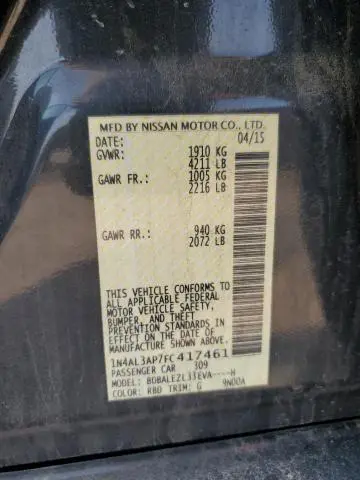 MFD BY NISSAN MOTOR CO., LTD.
DATE: 04/15
GVWR: 1910 KG
4211 LB
GAWR FR.: 1005 KG
2216 LB
GAWR RR.: 940 KG
2072 LB
THIS VEHICLE CONFORMS TO
ALL APPLICABLE FEDERAL
MOTOR VEHICLE SAFETY,
BUMPER, AND THEFT
PREVENTION STANDARDS
IN EFFECT ON THE DATE OF
MANUFACTURE SHOWN ABOVE.
1N4AL3AP7FC417461
PASSENGER CAR 309
MODEL: BDBALEZL33EVA----H
COLOR: RBD TRIM: G 9N00A